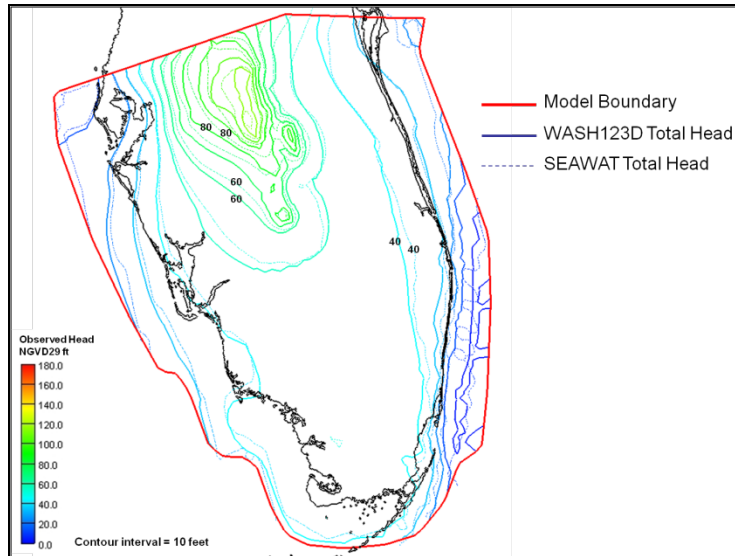 Model Boundary
WASH123D Total Head
SEAWAT Total Head
80
80
60
60
40
40
Observed Head
NGVD29 ft
180.0
160.0
140.0
120.0
100.0
80.0
60.0
40.0
20.0
0.0
Contour interval = 10 feet